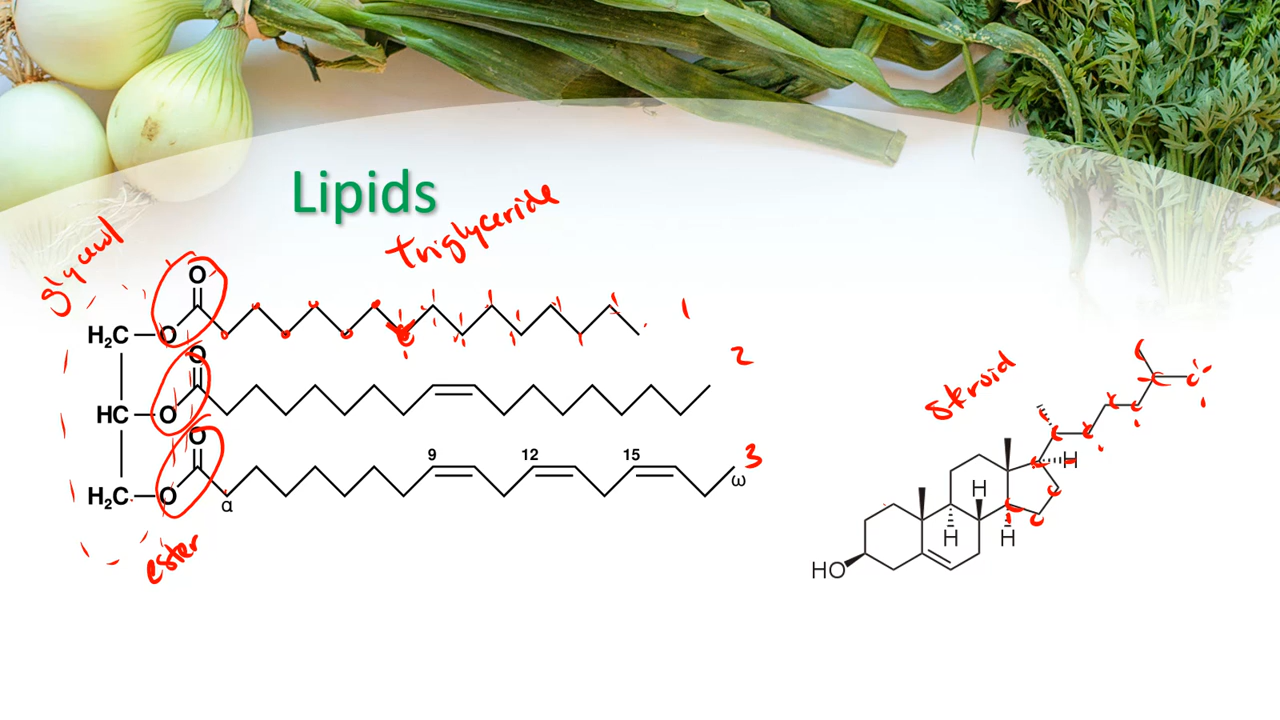 Lipids
triglyceride
glycerol
O
H₂C
O
1
O
HC
O
2
O
9
12
15
3
H₂C
O
α
ω
ester
steroid
H
H
H
H
HO